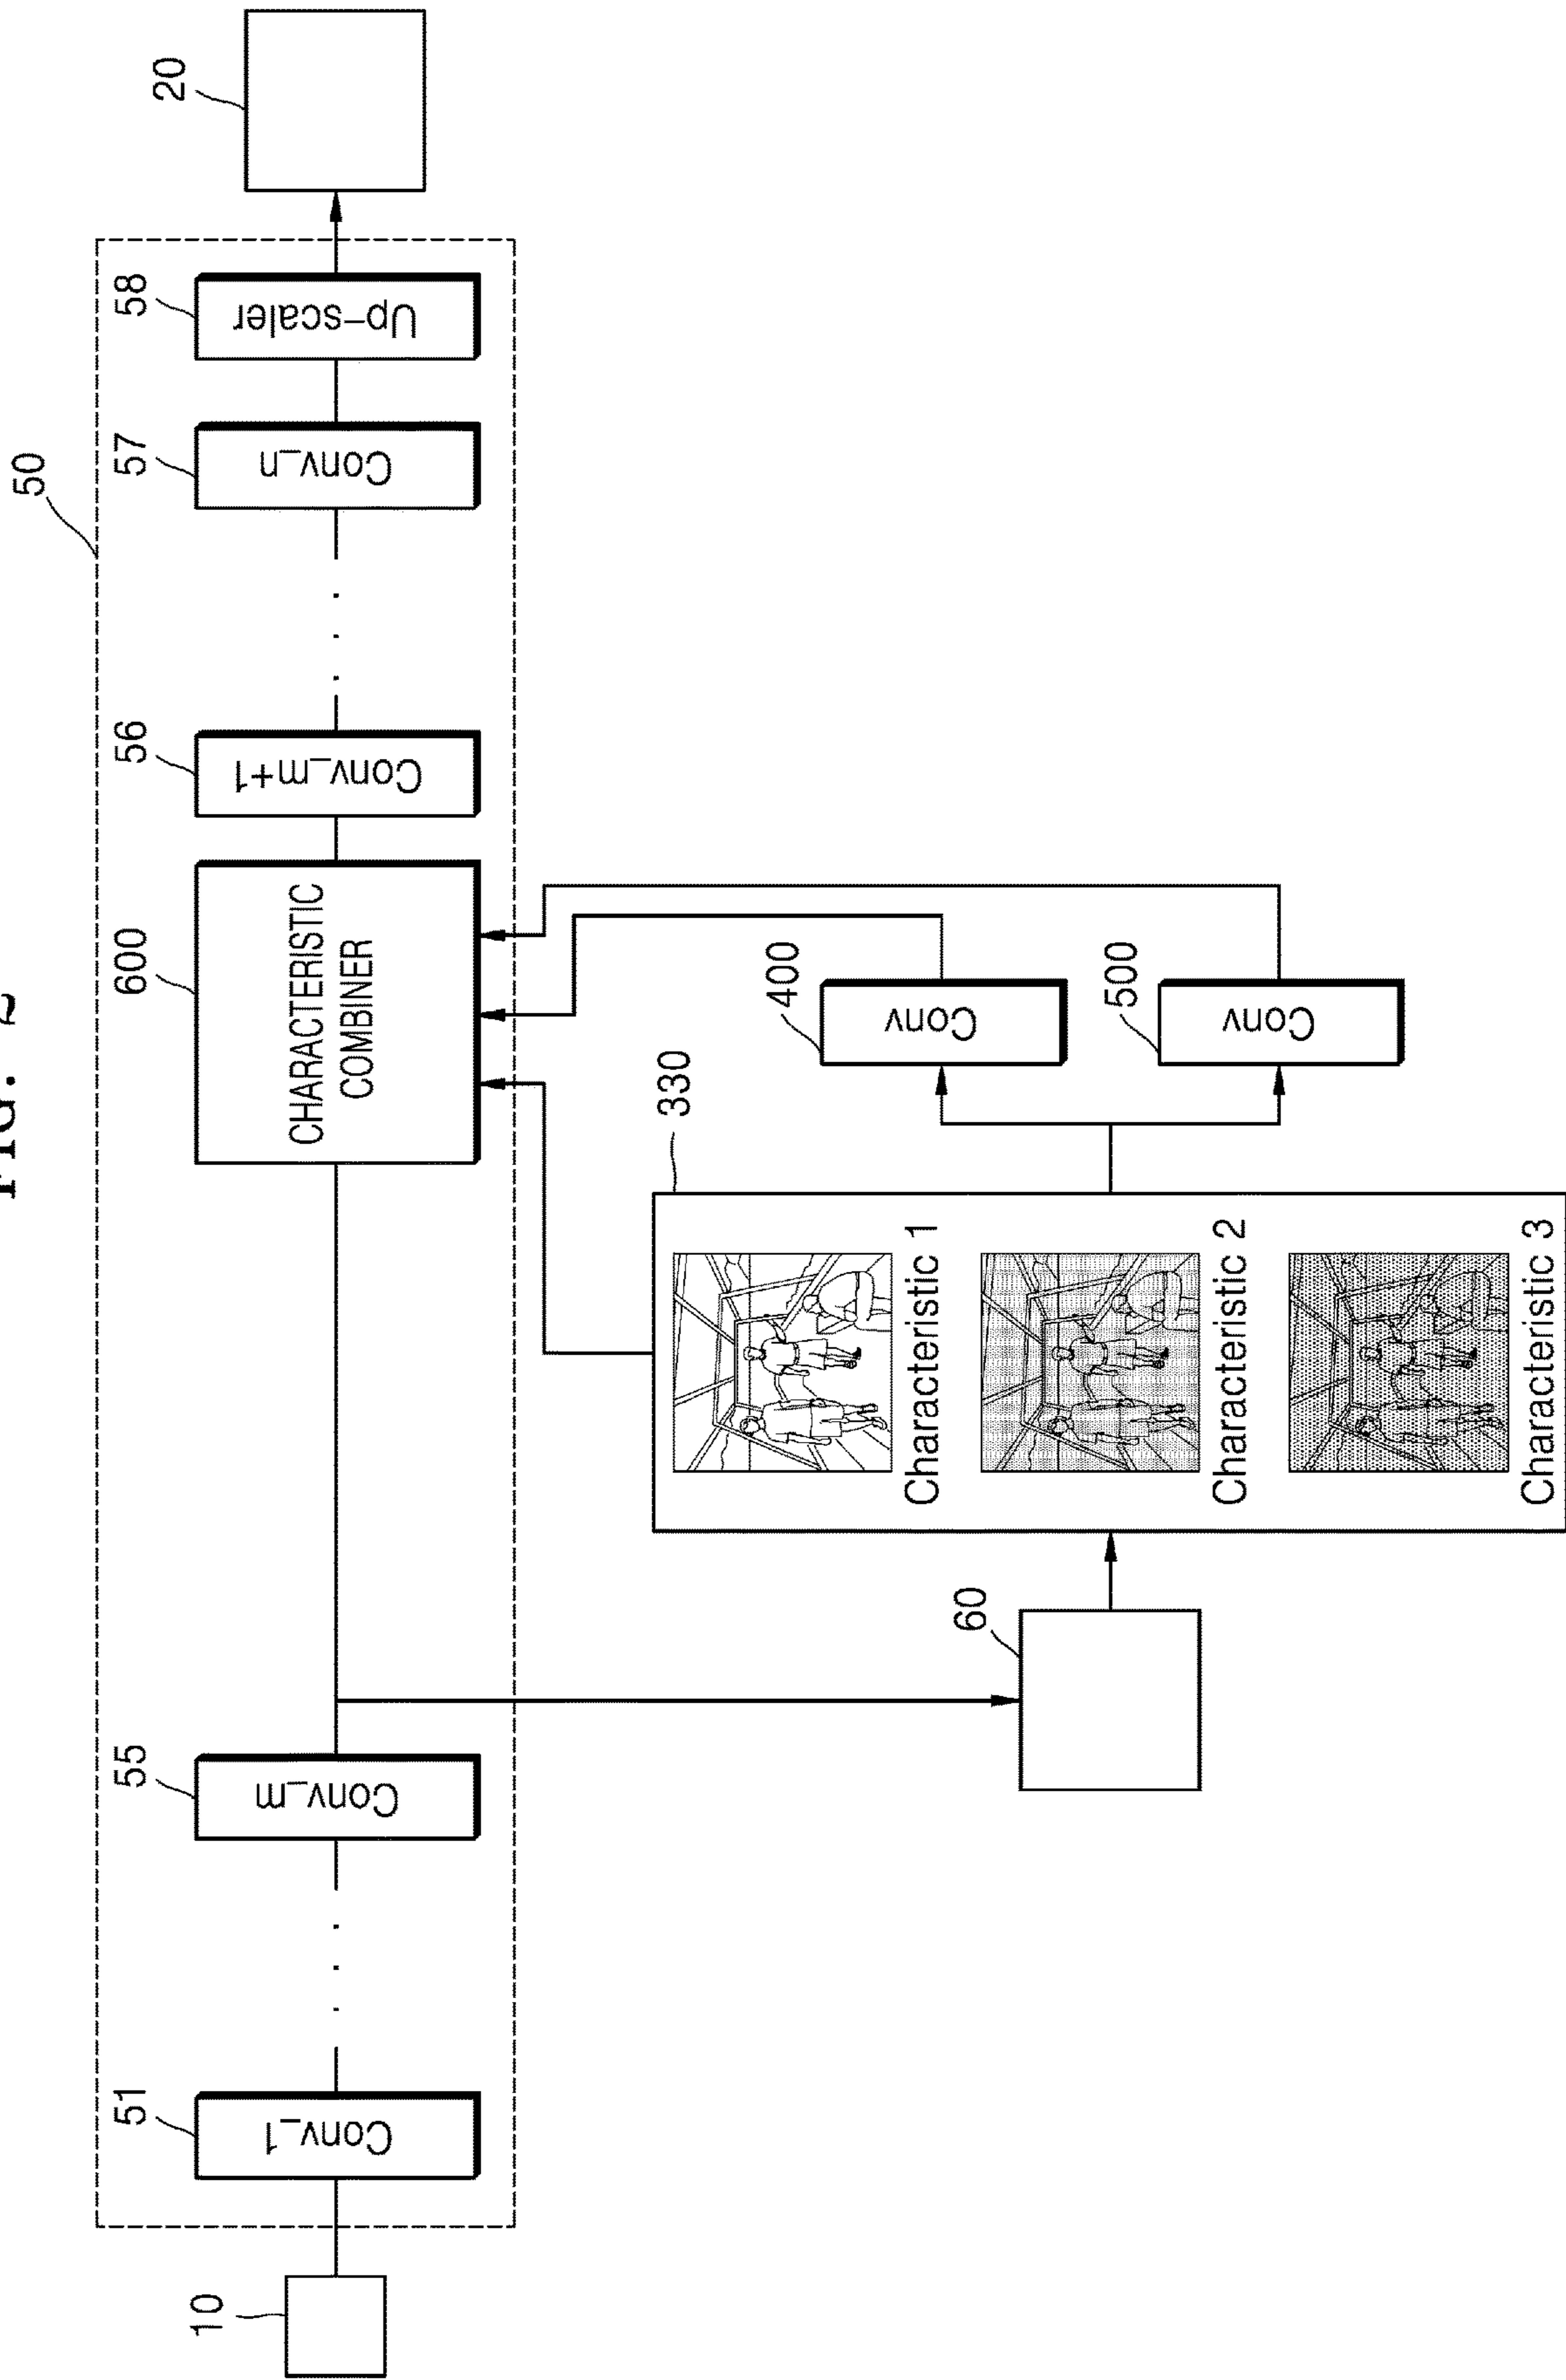 FIG. 2
50
10
51
Conv_1
55
Conv_m
600
CHARACTERISTIC
COMBINER
56
Conv_m+1
57
Conv_n
58
Up-scaler
20
60
330
Characteristic 1
Characteristic 2
Characteristic 3
400
Conv
500
Conv